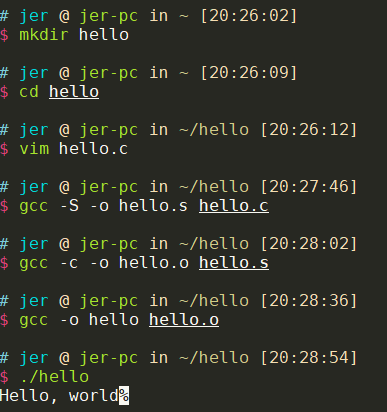 # jer @ jer-pc in ~ [20:26:02]
$ mkdir hello
# jer @ jer-pc in ~ [20:26:09]
$ cd hello
# jer @ jer-pc in ~/hello [20:26:12]
$ vim hello.c
# jer @ jer-pc in ~/hello [20:27:46]
$ gcc -S -o hello.s hello.c
# jer @ jer-pc in ~/hello [20:28:02]
$ gcc -c -o hello.o hello.s
# jer @ jer-pc in ~/hello [20:28:36]
$ gcc -o hello hello.o
# jer @ jer-pc in ~/hello [20:28:54]
$ ./hello
Hello, world%